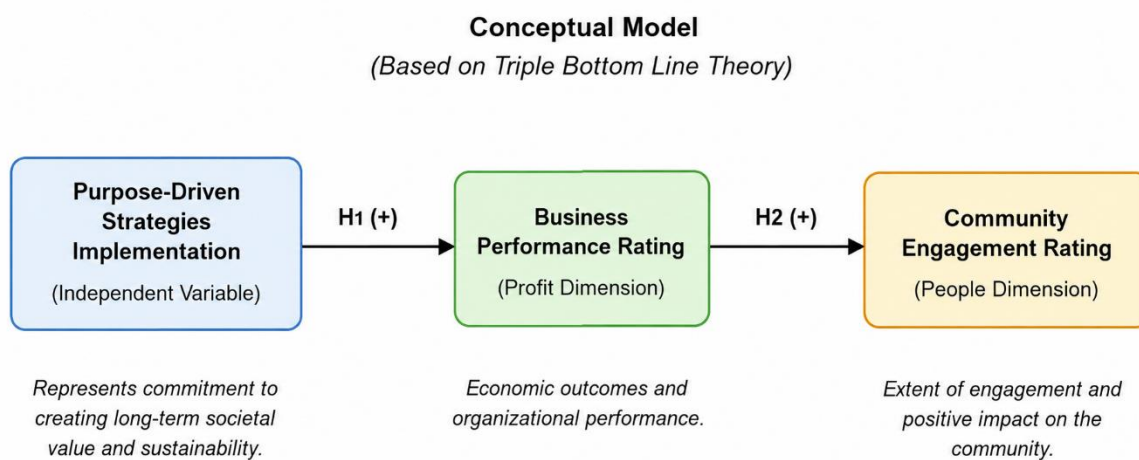 Conceptual Model
(Based on Triple Bottom Line Theory)
Purpose-Driven
Strategies
Implementation
(Independent Variable)
H1 (+)
Business
Performance Rating
(Profit Dimension)
H2 (+)
Community
Engagement Rating
(People Dimension)
Represents commitment to
creating long-term societal
value and sustainability.
Economic outcomes and
organizational performance.
Extent of engagement and
positive impact on the
community.